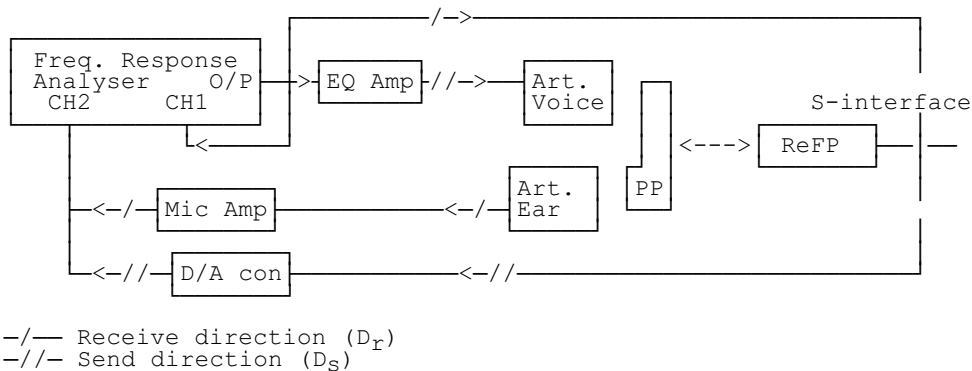 Freq. Response
Analyser O/P
CH2 CH1
EQ Amp
Art.
Voice
S-interface
ReFP
PP
Art.
Ear
Mic Amp
D/A con
—/—— Receive direction (Dr)
—//— Send direction (Ds)